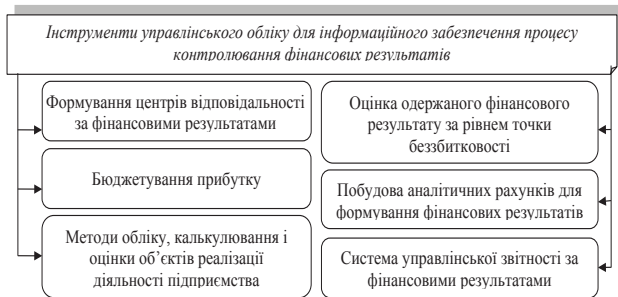 Інструменти управлінського обліку для інформаційного забезпечення процесу
контролювання фінансових результатів
Формування центрів відповідальності
за фінансовими результатами
Бюджетування прибутку
Методи обліку, калькулювання і
оцінки об’єктів реалізації
діяльності підприємства
Оцінка одержаного фінансового
результату за рівнем точки
беззбитковості
Побудова аналітичних рахунків для
формування фінансових результатів
Система управлінської звітності за
фінансовими результатами